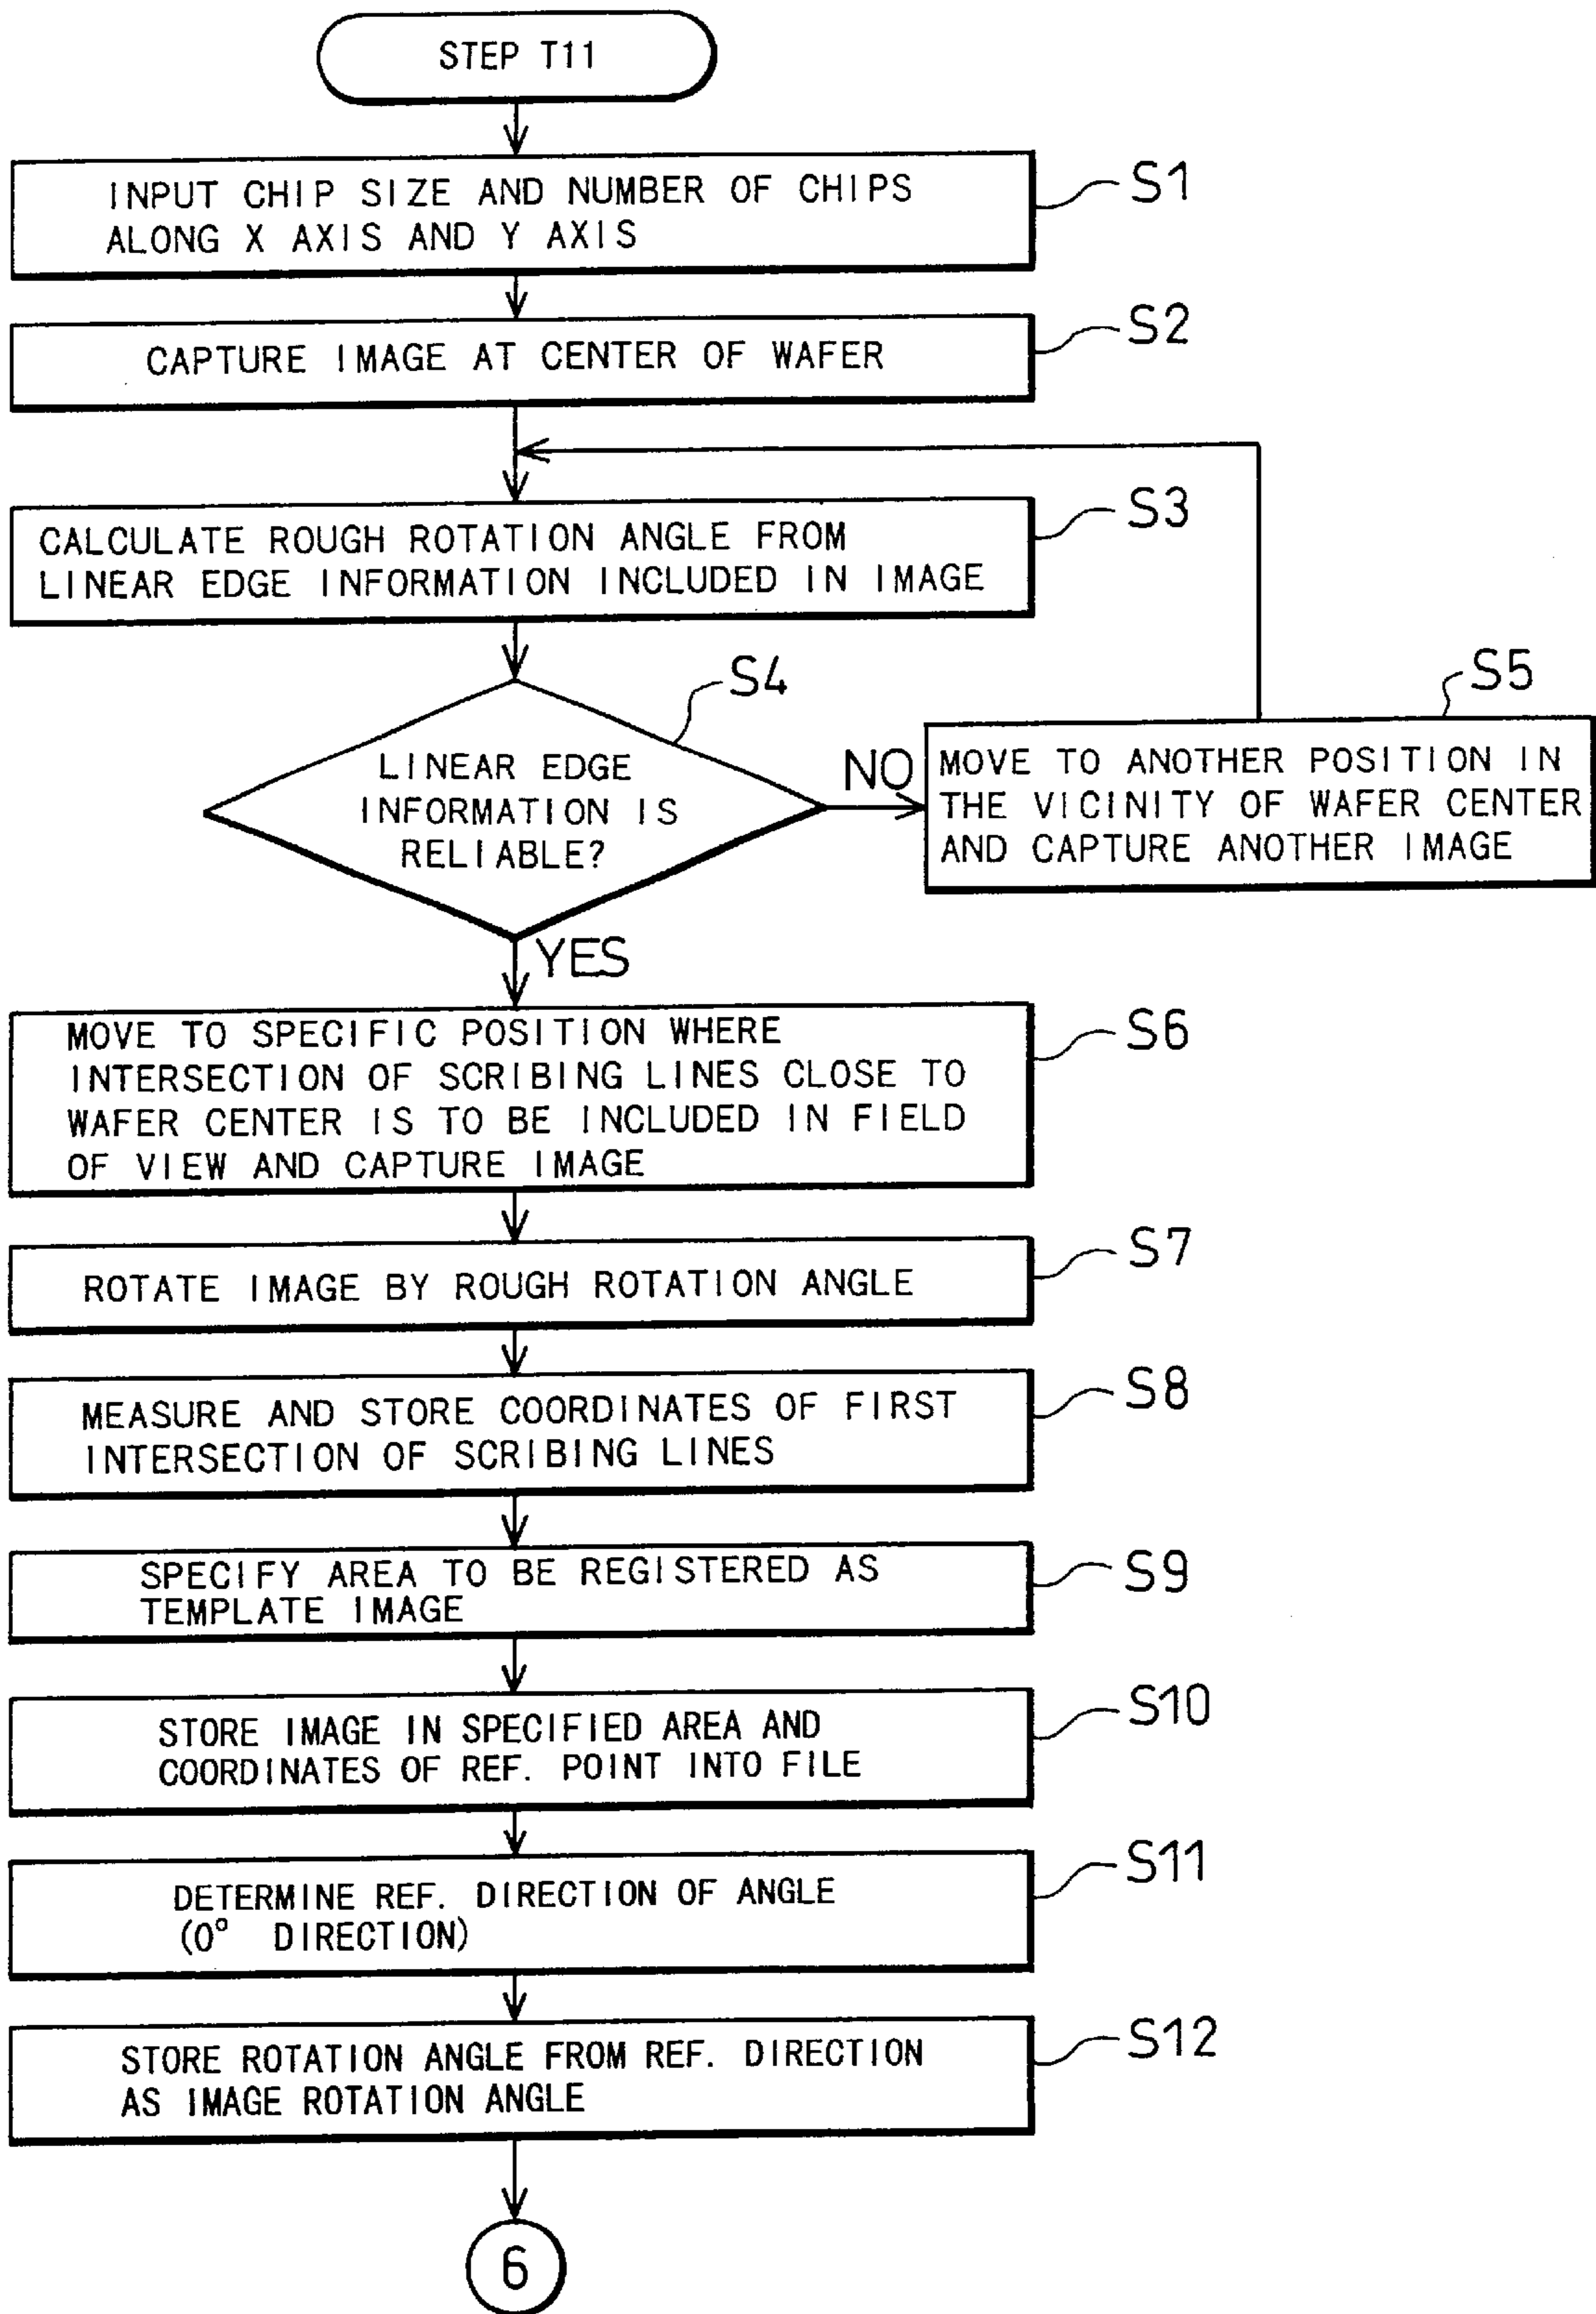 STEP T11
INPUT CHIP SIZE AND NUMBER OF CHIPS
ALONG X AXIS AND Y AXIS
S1
CAPTURE IMAGE AT CENTER OF WAFER
S2
CALCULATE ROUGH ROTATION ANGLE FROM
LINEAR EDGE INFORMATION INCLUDED IN IMAGE
S3
LINEAR EDGE
INFORMATION IS
RELIABLE?
S4
NO
MOVE TO ANOTHER POSITION IN
THE VICINITY OF WAFER CENTER
AND CAPTURE ANOTHER IMAGE
S5
YES
MOVE TO SPECIFIC POSITION WHERE
INTERSECTION OF SCRIBING LINES CLOSE TO
WAFER CENTER IS TO BE INCLUDED IN FIELD
OF VIEW AND CAPTURE IMAGE
S6
ROTATE IMAGE BY ROUGH ROTATION ANGLE
S7
MEASURE AND STORE COORDINATES OF FIRST
INTERSECTION OF SCRIBING LINES
S8
SPECIFY AREA TO BE REGISTERED AS
TEMPLATE IMAGE
S9
STORE IMAGE IN SPECIFIED AREA AND
COORDINATES OF REF. POINT INTO FILE
S10
DETERMINE REF. DIRECTION OF ANGLE
(0° DIRECTION)
S11
STORE ROTATION ANGLE FROM REF. DIRECTION
AS IMAGE ROTATION ANGLE
S12
6